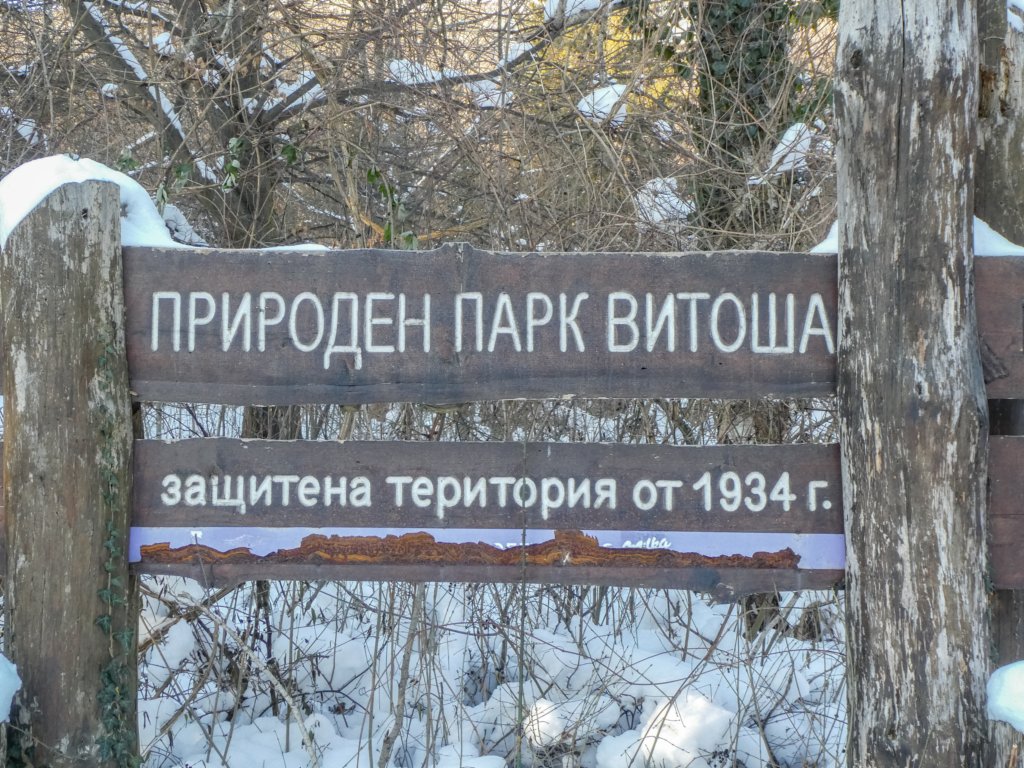 ПРИРОДЕН ПАРК ВИТОША
защитена територия от 1934 г.